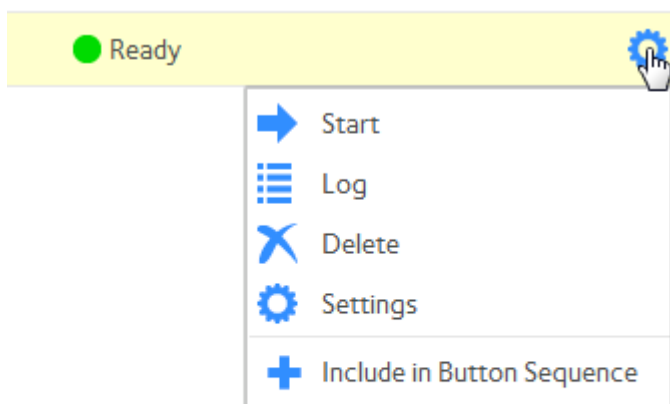 Ready
Start
Log
Delete
Settings
Include in Button Sequence